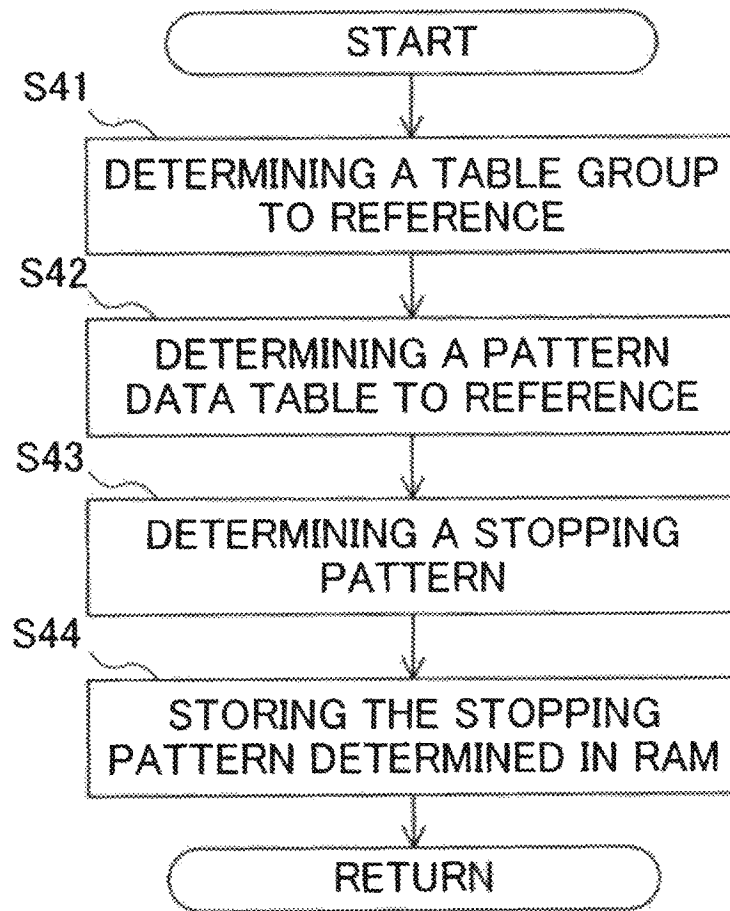 START
S41
DETERMINING A TABLE GROUP
TO REFERENCE
S42
DETERMINING A PATTERN
DATA TABLE TO REFERENCE
S43
DETERMINING A STOPPING
PATTERN
S44
STORING THE STOPPING
PATTERN DETERMINED IN RAM
RETURN